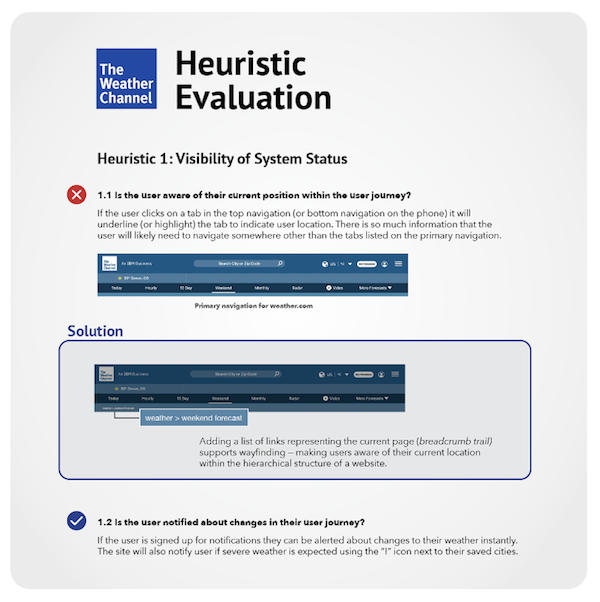 The
Weather
Channel
Heuristic
Evaluation
Heuristic 1: Visibility of System Status
1.1 Is the user aware of their current position within the user journey?
If the user clicks on a tab in the top navigation (or bottom navigation on the phone) it will
underline (or highlight) the tab to indicate user location. There is so much information that the
user will likely need to navigate somewhere other than the tabs listed on the primary navigation.
The Weather Channel An IBM Business Search City or Zip Code US
Today Hourly 10 Day Weekend Monthly Radar Video More Forecasts
Primary navigation for weather.com
Solution
The Weather Channel An IBM Business Search City or Zip Code US
Today Hourly 10 Day Weekend Monthly Radar Video More Forecasts
weather > weekend forecast
Adding a list of links representing the current page (breadcrumb trail)
supports wayfinding – making users aware of their current location
within the hierarchical structure of a website.
1.2 Is the user notified about changes in their user journey?
If the user is signed up for notifications they can be alerted about changes to their weather instantly.
The site will also notify user if severe weather is expected using the "!" icon next to their saved cities.